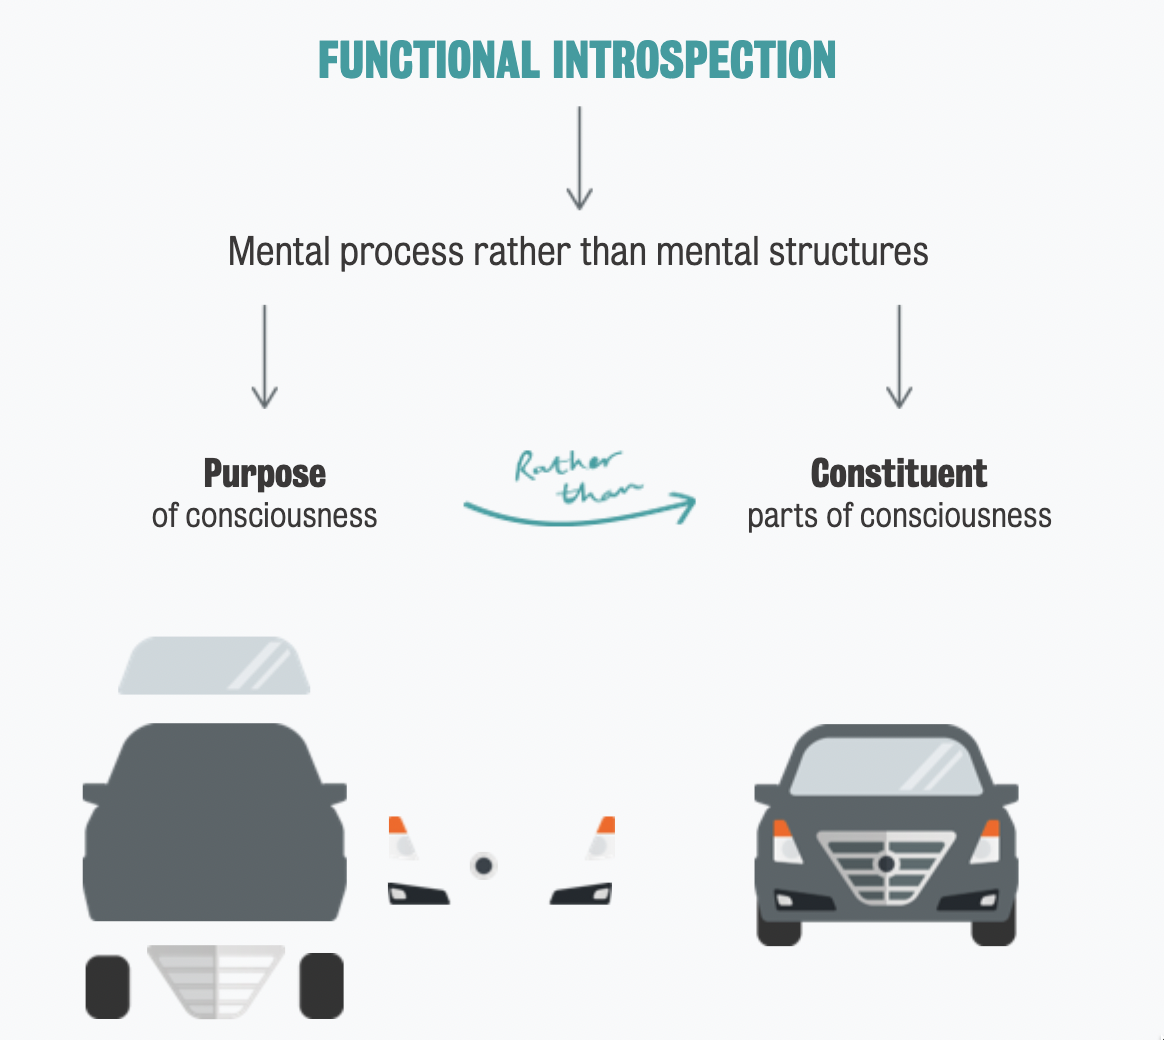 FUNCTIONAL INTROSPECTION
Mental process rather than mental structures
Purpose
of consciousness
Rather
than
Constituent
parts of consciousness